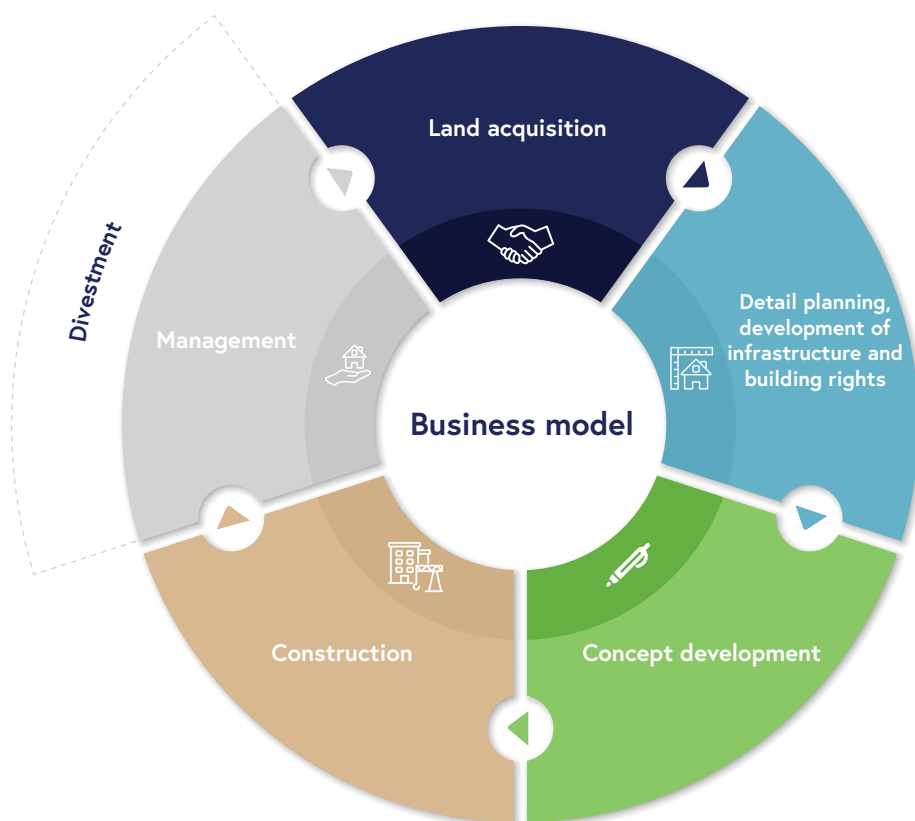 Land acquisition
Detail planning,
development of
infrastructure and
building rights
Concept development
Construction
Management
Divestment
Business model